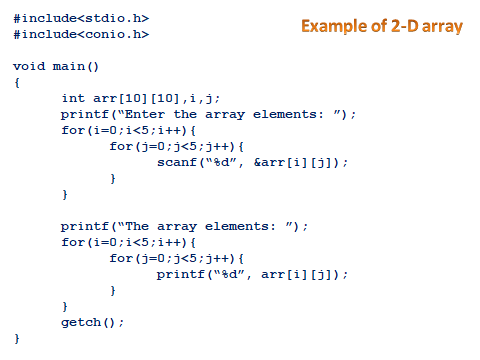 #include<stdio.h>
#include<conio.h>
Example of 2-D array
void main()
{
int arr[10][10],i,j;
printf(“Enter the array elements: ”);
for(i=0;i<5;i++){
for(j=0;j<5;j++){
scanf(“%d”, &arr[i][j]);
}
}
printf(“The array elements: ”);
for(i=0;i<5;i++){
for(j=0;j<5;j++){
printf(“%d”, arr[i][j]);
}
}
getch();
}